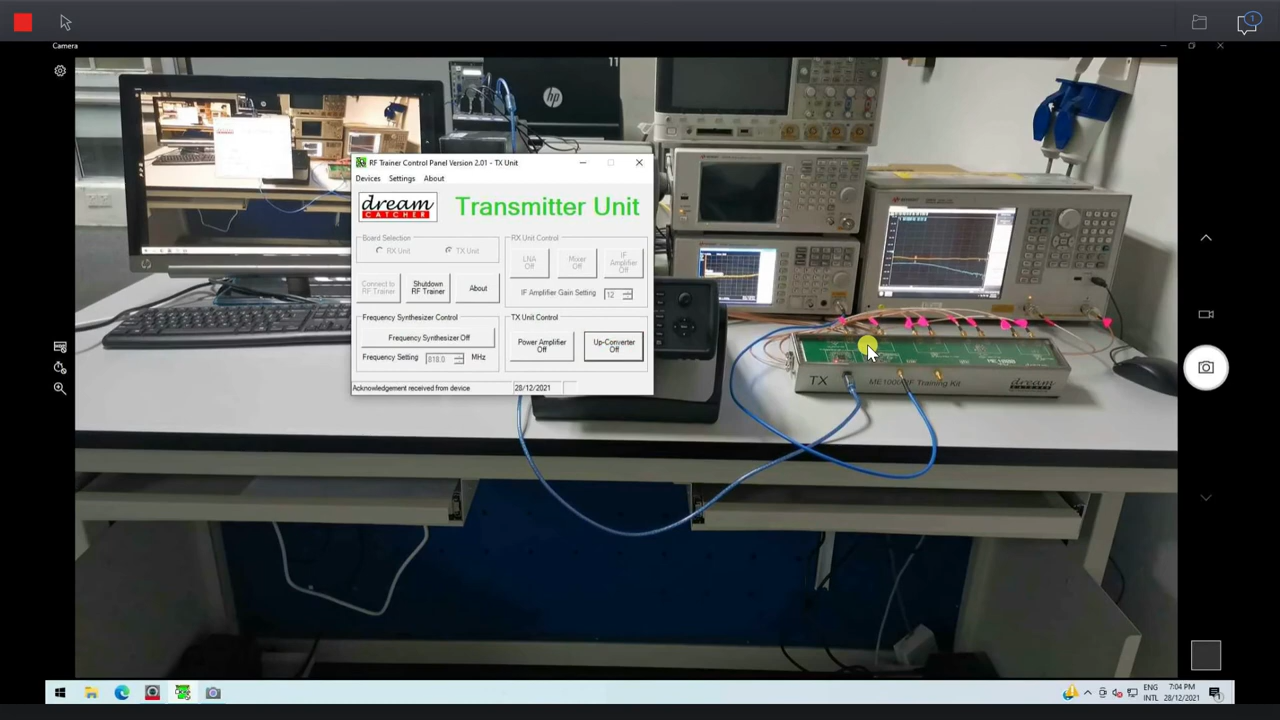 1
Camera
11
hp
RF Trainer Control Panel Version 2.01 - TX Unit
Devices Settings About
dream
CATCHER
Transmitter Unit
Board Selection
RX Unit TX Unit
RX Unit Control
LNA
Off
Mixer
Off
IF
Amplifier
Off
Connect to
RF Trainer
Shutdown
RF Trainer
About
IF Amplifier Gain Setting 12
Frequency Synthesizer Control
Frequency Synthesizer Off
Frequency Setting 818.0 MHz
TX Unit Control
Power Amplifier
Off
Up-Converter
Off
Acknowledgement received from device 28/12/2021
TX
ME1000 RF Training Kit
dream
CATCHER
ENG
INTL
7:04 PM
28/12/2021
1